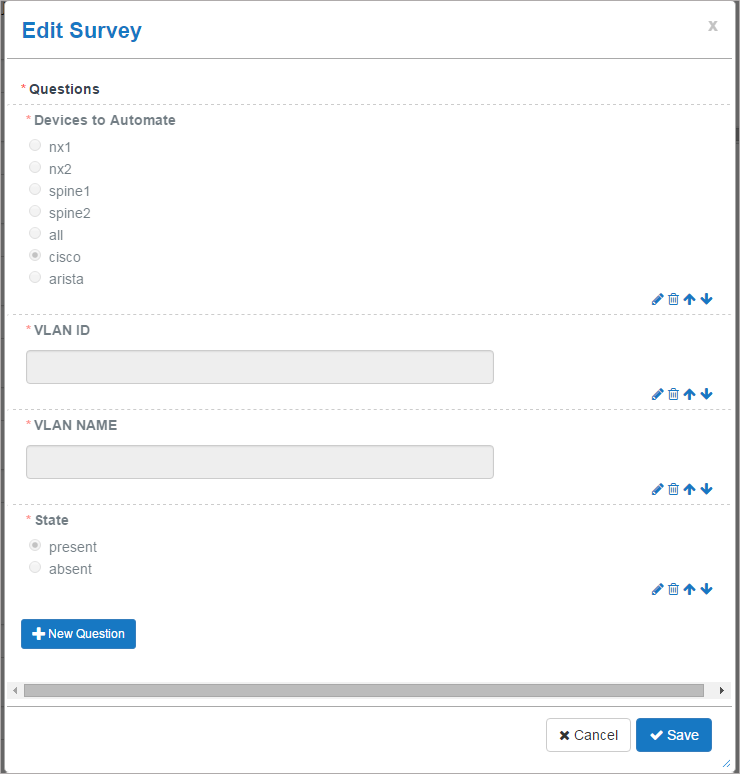 Edit Survey
x
* Questions
* Devices to Automate
nx1
nx2
spine1
spine2
all
cisco
arista
* VLAN ID
* VLAN NAME
* State
present
absent
New Question
Cancel
Save